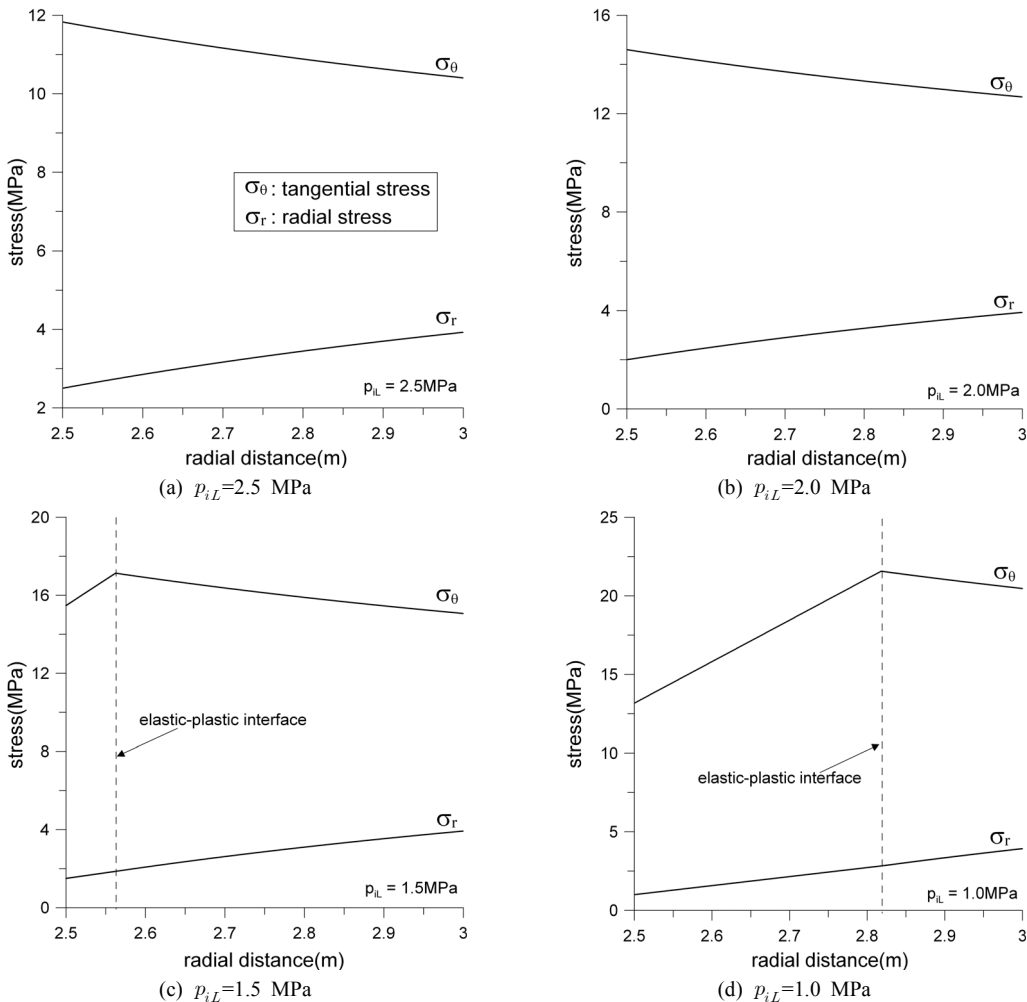 12
10
8
6
4
2
stress(MPa)
σθ
σθ : tangential stress
σr : radial stress
σr
piL = 2.5MPa
2.5 2.6 2.7 2.8 2.9 3
radial distance(m)
(a) piL=2.5 MPa
16
12
8
4
0
stress(MPa)
σθ
σr
piL = 2.0MPa
2.5 2.6 2.7 2.8 2.9 3
radial distance(m)
(b) piL=2.0 MPa
20
16
12
8
4
0
stress(MPa)
σθ
elastic-plastic interface
σr
piL = 1.5MPa
2.5 2.6 2.7 2.8 2.9 3
radial distance(m)
(c) piL=1.5 MPa
25
20
15
10
5
0
stress(MPa)
σθ
elastic-plastic interface
σr
piL = 1.0MPa
2.5 2.6 2.7 2.8 2.9 3
radial distance(m)
(d) piL=1.0 MPa